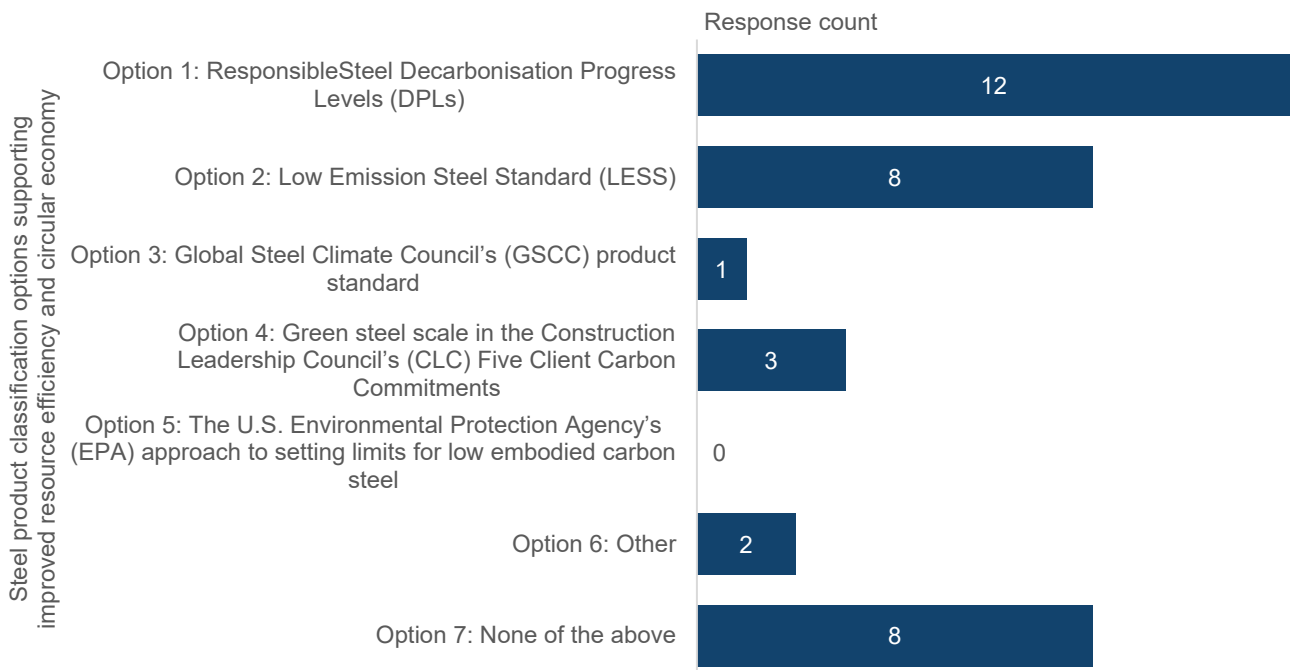 Response count
Steel product classification options supporting
improved resource efficiency and circular economy
Option 1: ResponsibleSteel Decarbonisation Progress
Levels (DPLs)
12
Option 2: Low Emission Steel Standard (LESS)
8
Option 3: Global Steel Climate Council’s (GSCC) product
standard
1
Option 4: Green steel scale in the Construction
Leadership Council’s (CLC) Five Client Carbon
Commitments
3
Option 5: The U.S. Environmental Protection Agency’s
(EPA) approach to setting limits for low embodied carbon
steel
0
Option 6: Other
2
Option 7: None of the above
8